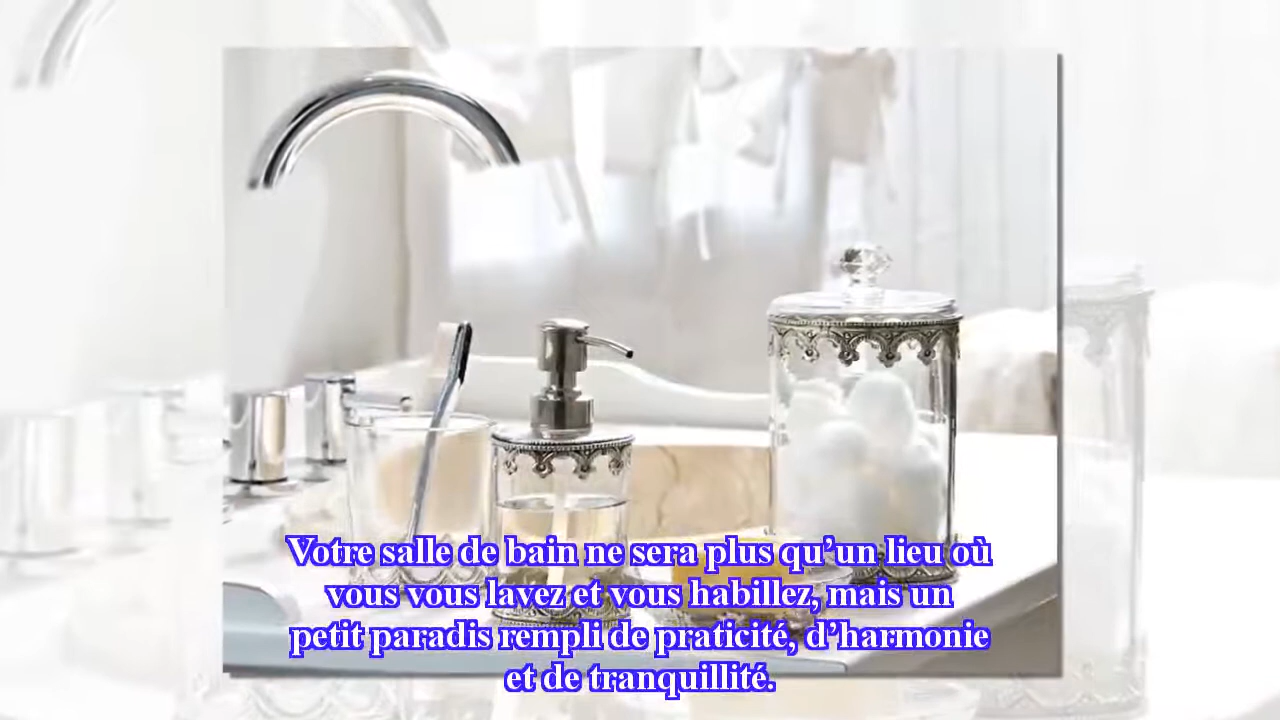 Votre salle de bain ne sera plus qu’un lieu où
vous vous lavez et vous habillez, mais un
petit paradis rempli de praticité, d’harmonie
et de tranquillité.